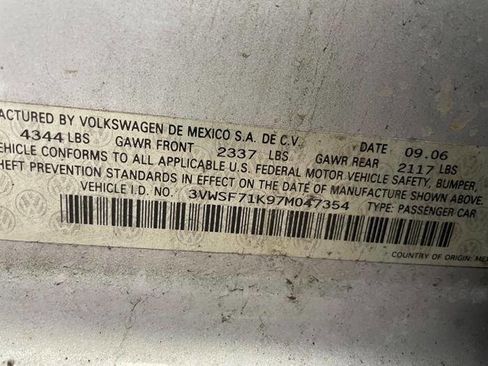 ACTURED BY VOLKSWAGEN DE MEXICO S.A. DE C.V. DATE 09.06
4344 LBS GAWR FRONT 2337 LBS GAWR REAR 2117 LBS
VEHICLE CONFORMS TO ALL APPLICABLE U.S. FEDERAL MOTOR VEHICLE SAFETY, BUMPER,
HEFT PREVENTION STANDARDS IN EFFECT ON THE DATE OF MANUFACTURE SHOWN ABOVE.
VEHICLE I.D. NO. 3VWSF71K97M047354 TYPE: PASSENGER CAR
COUNTRY OF ORIGIN: MEX